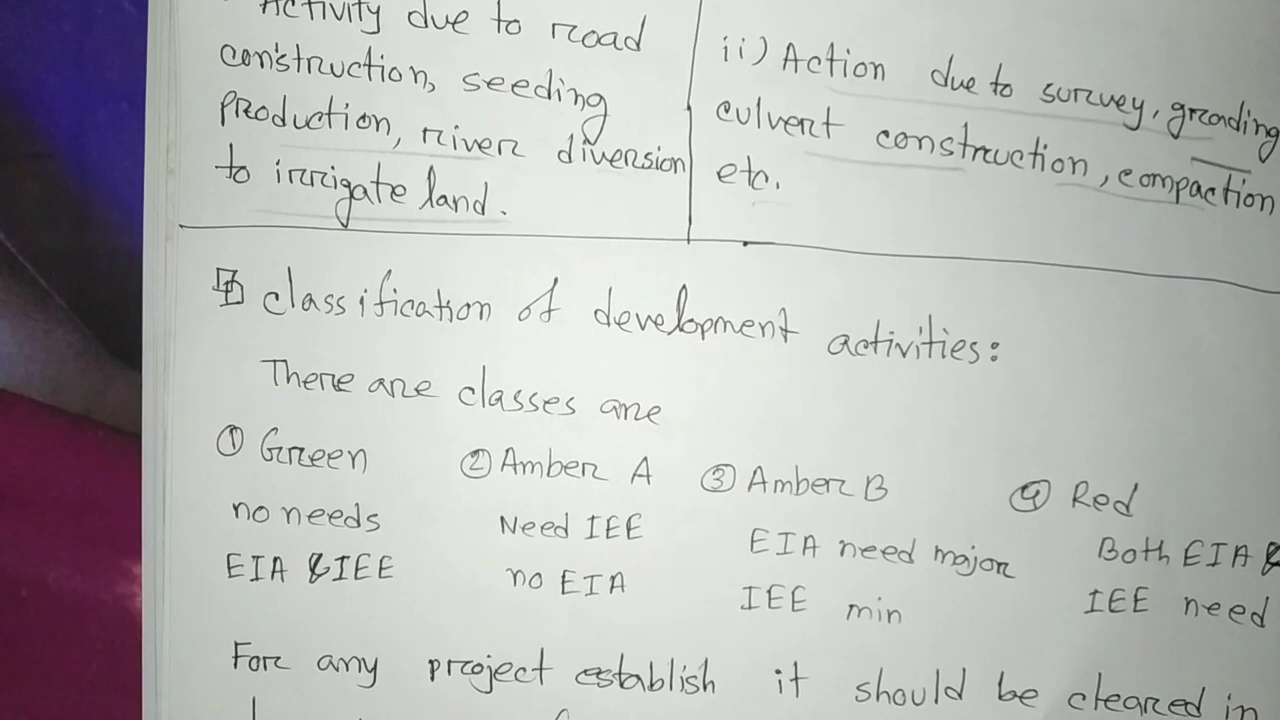 Activity due to road
construction, seeding
production, river diversion
to irrigate land.
ii) Action due to survey, grading
culvert construction, compaction
etc.
classification of development activities:
There are classes are
① Green ② Amber A ③ Amber B ④ Red
no needs Need IEE EIA need major Both EIA &
EIA & IEE no EIA IEE min IEE need
For any project establish it should be cleared in